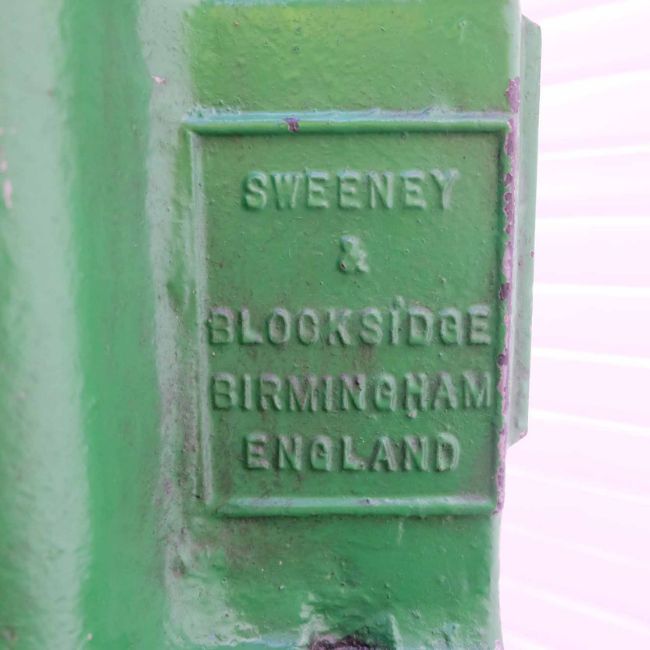 SWEENEY
&
BLOCKSIDGE
BIRMINGHAM
ENGLAND